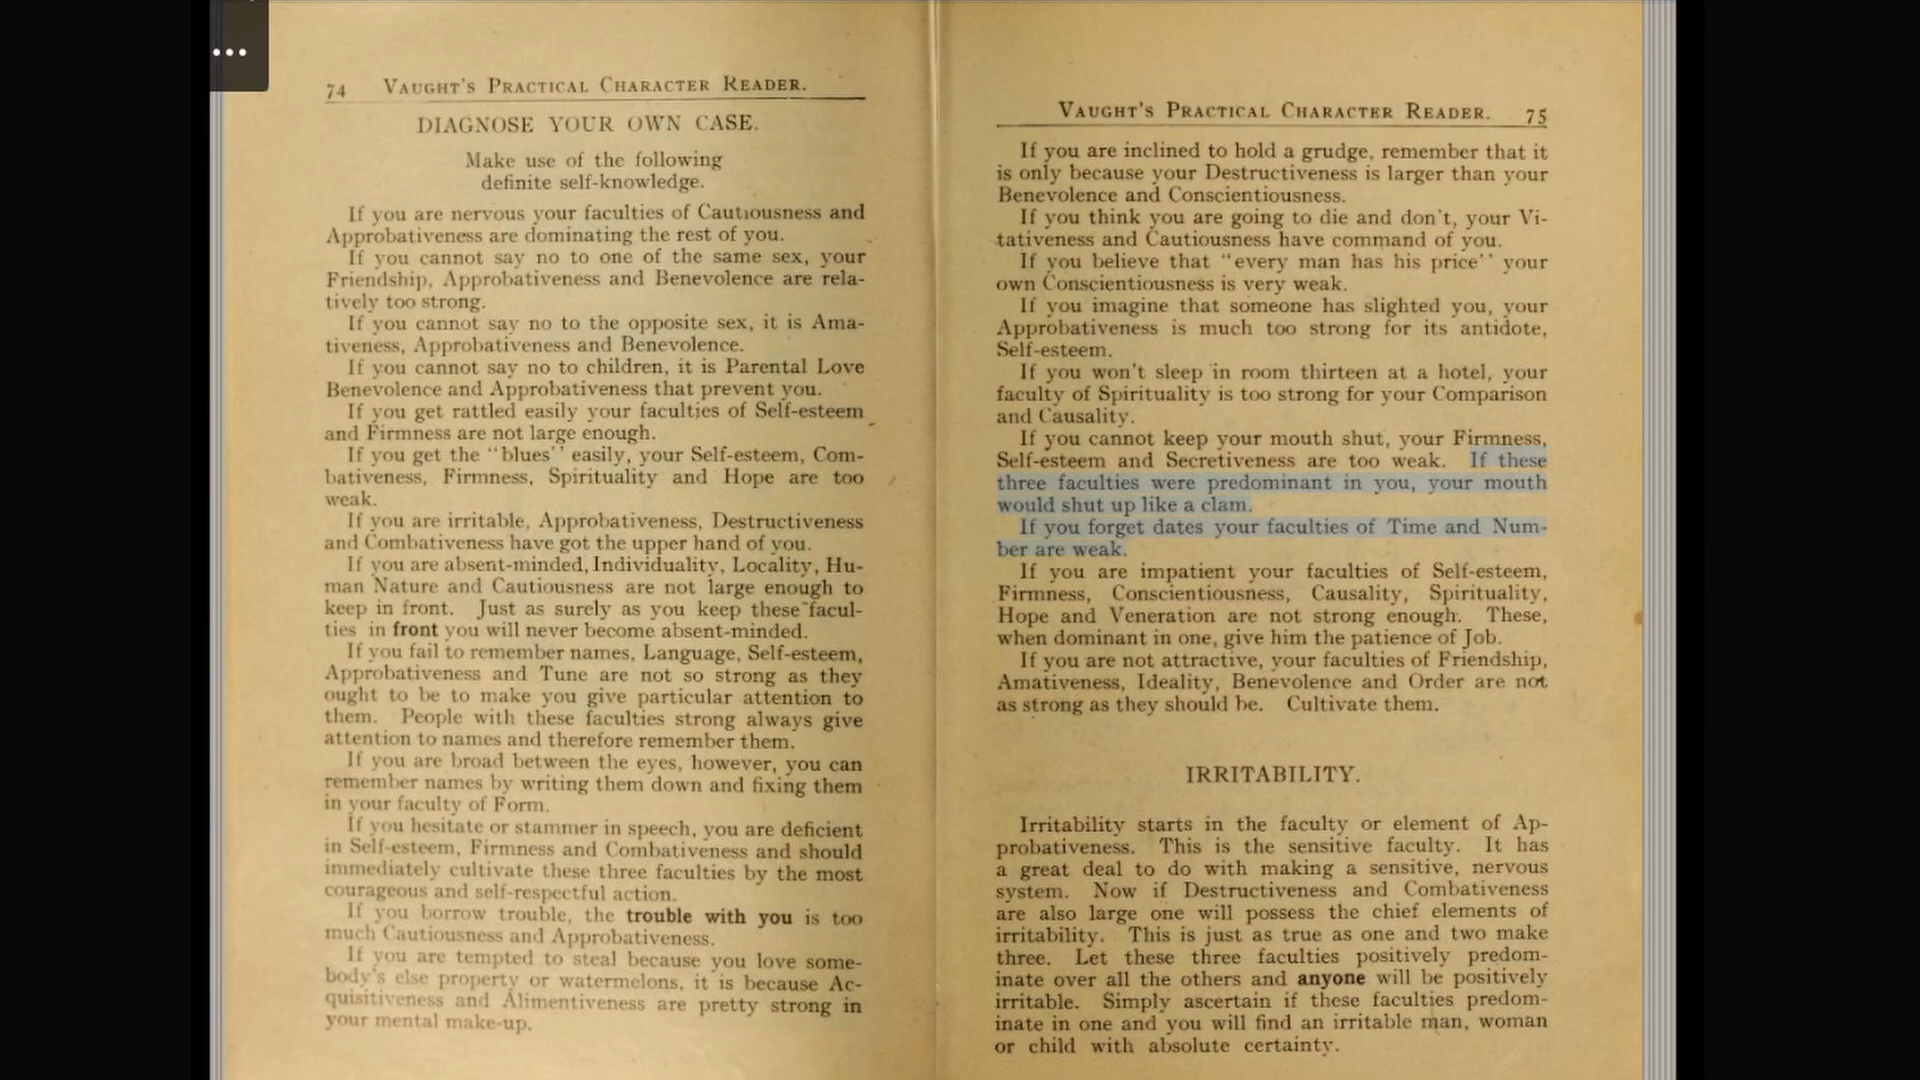 74 VAUGHT'S PRACTICAL CHARACTER READER.
DIAGNOSE YOUR OWN CASE.
Make use of the following
definite self-knowledge.
If you are nervous your faculties of Cautiousness and
Approbativeness are dominating the rest of you.
If you cannot say no to one of the same sex, your
Friendship, Approbativeness and Benevolence are rela-
tively too strong.
If you cannot say no to the opposite sex, it is Ama-
tiveness, Approbativeness and Benevolence.
If you cannot say no to children, it is Parental Love
Benevolence and Approbativeness that prevent you.
If you get rattled easily your faculties of Self-esteem
and Firmness are not large enough.
If you get the "blues" easily, your Self-esteem, Com-
bativeness, Firmness, Spirituality and Hope are too
weak.
If you are irritable, Approbativeness, Destructiveness
and Combativeness have got the upper hand of you.
If you are absent-minded, Individuality, Locality, Hu-
man Nature and Cautiousness are not large enough to
keep in front. Just as surely as you keep these facul-
ties in front you will never become absent-minded.
If you fail to remember names, Language, Self-esteem,
Approbativeness and Tune are not so strong as they
ought to be to make you give particular attention to
them. People with these faculties strong always give
attention to names and therefore remember them.
If you are broad between the eyes, however, you can
remember names by writing them down and fixing them
in your faculty of Form.
If you hesitate or stammer in speech, you are deficient
in Self-esteem, Firmness and Combativeness and should
immediately cultivate these three faculties by the most
courageous and self-respectful action.
If you borrow trouble, the trouble with you is too
much Cautiousness and Approbativeness.
If you are tempted to steal because you love some-
body's else property or watermelons, it is because Ac-
quisitiveness and Alimentiveness are pretty strong in
your mental make-up.
VAUGHT'S PRACTICAL CHARACTER READER. 75
If you are inclined to hold a grudge, remember that it
is only because your Destructiveness is larger than your
Benevolence and Conscientiousness.
If you think you are going to die and don't, your Vi-
tativeness and Cautiousness have command of you.
If you believe that "every man has his price" your
own Conscientiousness is very weak.
If you imagine that someone has slighted you, your
Approbativeness is much too strong for its antidote,
Self-esteem.
If you won't sleep in room thirteen at a hotel, your
faculty of Spirituality is too strong for your Comparison
and Causality.
If you cannot keep your mouth shut, your Firmness,
Self-esteem and Secretiveness are too weak. If these
three faculties were predominant in you, your mouth
would shut up like a clam.
If you forget dates your faculties of Time and Num-
ber are weak.
If you are impatient your faculties of Self-esteem,
Firmness, Conscientiousness, Causality, Spirituality,
Hope and Veneration are not strong enough. These,
when dominant in one, give him the patience of Job.
If you are not attractive, your faculties of Friendship,
Amativeness, Ideality, Benevolence and Order are not
as strong as they should be. Cultivate them.
IRRITABILITY.
Irritability starts in the faculty or element of Ap-
probativeness. This is the sensitive faculty. It has
a great deal to do with making a sensitive, nervous
system. Now if Destructiveness and Combativeness
are also large one will possess the chief elements of
irritability. This is just as true as one and two make
three. Let these three faculties positively predom-
inate over all the others and anyone will be positively
irritable. Simply ascertain if these faculties predom-
inate in one and you will find an irritable man, woman
or child with absolute certainty.